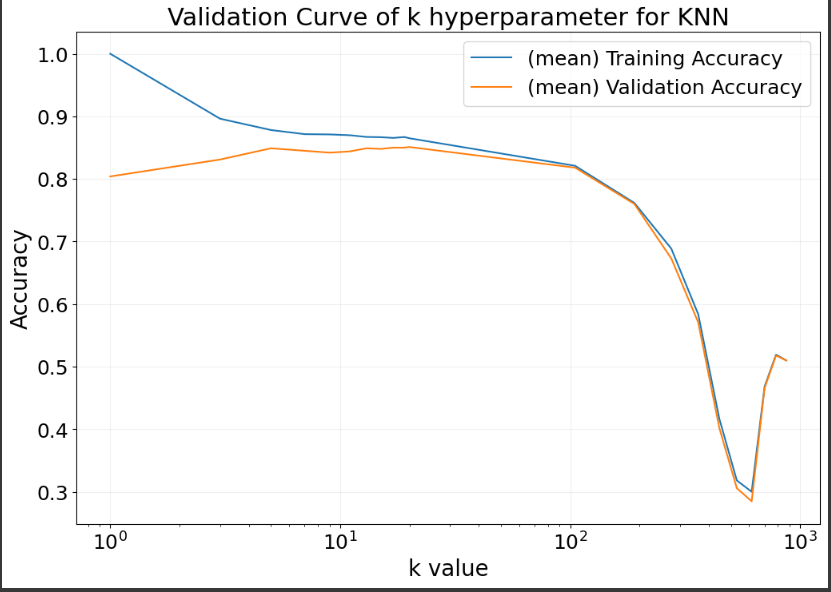 Validation Curve of k hyperparameter for KNN
(mean) Training Accuracy
(mean) Validation Accuracy
Accuracy
1.0
0.9
0.8
0.7
0.6
0.5
0.4
0.3
10⁰ 10¹ 10² 10³
k value